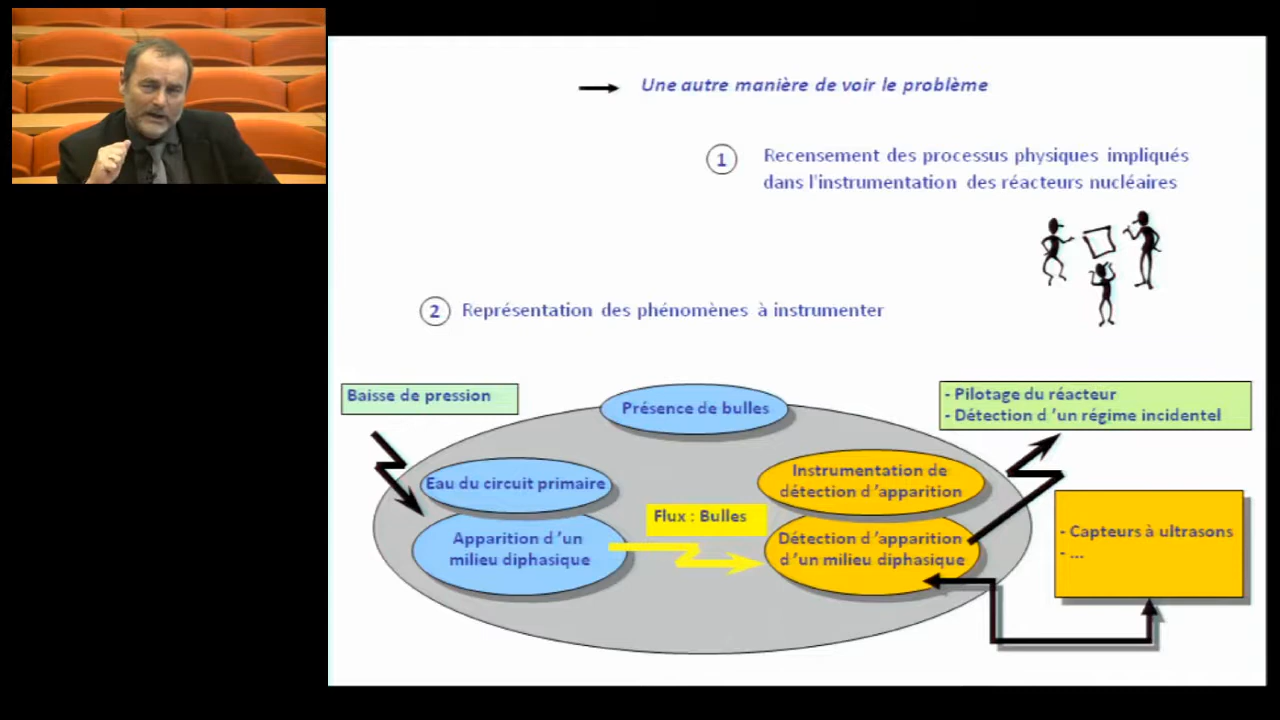 Une autre manière de voir le problème
1
Recensement des processus physiques impliqués
dans l'instrumentation des réacteurs nucléaires
2
Représentation des phénomènes à instrumenter
Baisse de pression
Présence de bulles
- Pilotage du réacteur
- Détection d 'un régime incidentel
Eau du circuit primaire
Instrumentation de
détection d 'apparition
Flux : Bulles
Apparition d 'un
milieu diphasique
Détection d 'apparition
d 'un milieu diphasique
- Capteurs à ultrasons
- ...